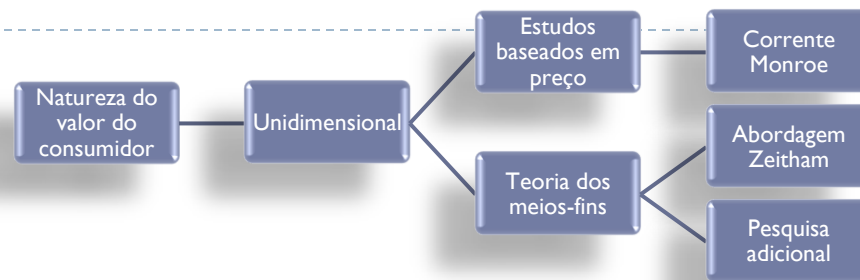 Natureza do
valor do
consumidor
Unidimensional
Estudos
baseados em
preço
Corrente
Monroe
Teoria dos
meios-fins
Abordagem
Zeitham
Pesquisa
adicional